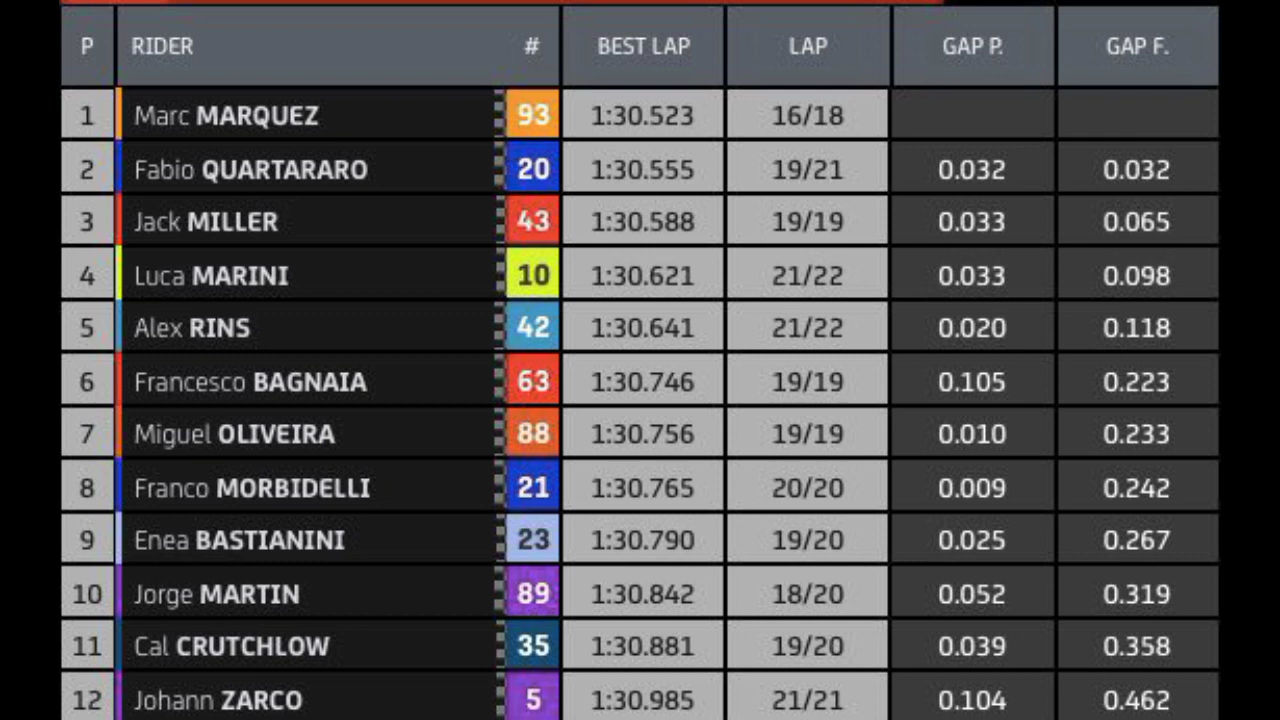 P RIDER # BEST LAP LAP GAP P. GAP F.
1 Marc MARQUEZ 93 1:30.523 16/18
2 Fabio QUARTARARO 20 1:30.555 19/21 0.032 0.032
3 Jack MILLER 43 1:30.588 19/19 0.033 0.065
4 Luca MARINI 10 1:30.621 21/22 0.033 0.098
5 Alex RINS 42 1:30.641 21/22 0.020 0.118
6 Francesco BAGNAIA 63 1:30.746 19/19 0.105 0.223
7 Miguel OLIVEIRA 88 1:30.756 19/19 0.010 0.233
8 Franco MORBIDELLI 21 1:30.765 20/20 0.009 0.242
9 Enea BASTIANINI 23 1:30.790 19/20 0.025 0.267
10 Jorge MARTIN 89 1:30.842 18/20 0.052 0.319
11 Cal CRUTCHLOW 35 1:30.881 19/20 0.039 0.358
12 Johann ZARCO 5 1:30.985 21/21 0.104 0.462